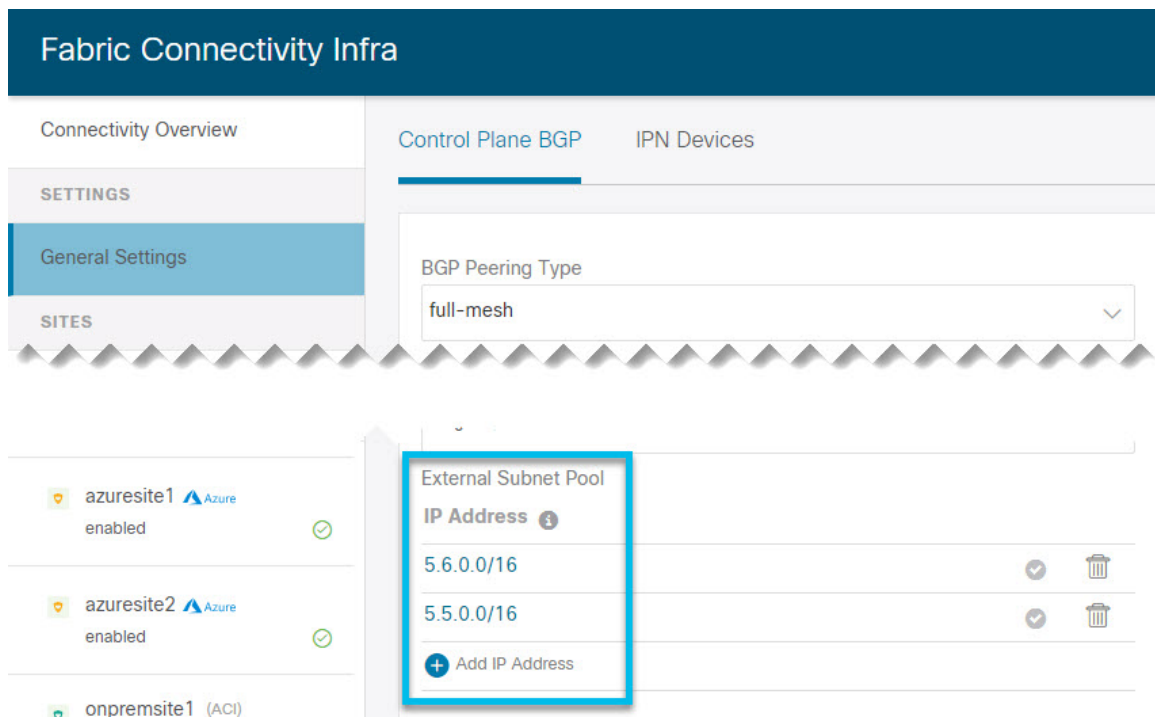 Fabric Connectivity Infra
Connectivity Overview
SETTINGS
General Settings
SITES
Control Plane BGP
IPN Devices
BGP Peering Type
full-mesh
azuresite1 Azure
enabled
azuresite2 Azure
enabled
onpremsite1 (ACI)
External Subnet Pool
IP Address
5.6.0.0/16
5.5.0.0/16
Add IP Address